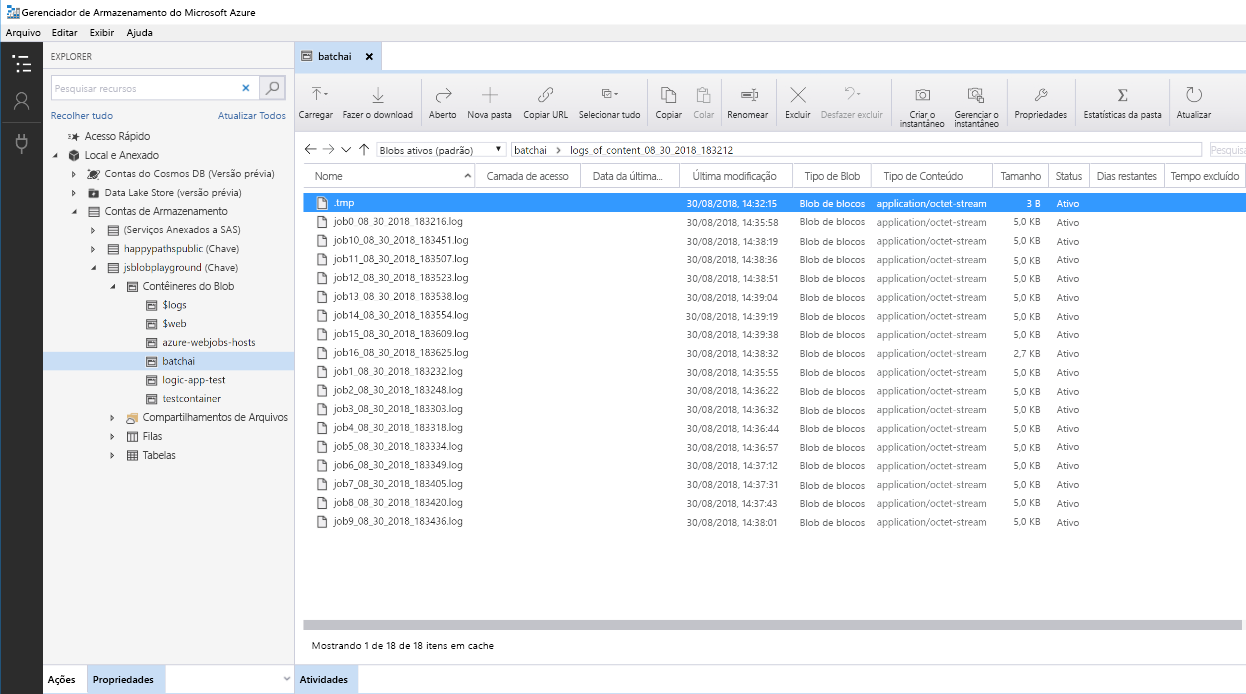 Gerenciador de Armazenamento do Microsoft Azure
Arquivo Editar Exibir Ajuda
EXPLORER
Pesquisar recursos
Recolher tudo Atualizar Todos
Acesso Rápido
Local e Anexado
Contas do Cosmos DB (Versão prévia)
Data Lake Store (versão prévia)
Contas de Armazenamento
(Serviços Anexados a SAS)
happypathspublic (Chave)
jsblobplayground (Chave)
Contêineres do Blob
$logs
$web
azure-webjobs-hosts
batchai
logic-app-test
testcontainer
Compartilhamentos de Arquivos
Filas
Tabelas
Ações Propriedades
batchai
Carregar Fazer o download Aberto Nova pasta Copiar URL Selecionar tudo Copiar Colar Renomear Excluir Desfazer excluir Criar o instantâneo Gerenciar o instantâneo Propriedades Estatísticas da pasta Atualizar
Blobs ativos (padrão) batchai logs_of_content_08_30_2018_183212 Pesquisa
Nome Camada de acesso Data da última... Última modificação Tipo de Blob Tipo de Conteúdo Tamanho Status Dias restantes Tempo excluído
.tmp 30/08/2018, 14:32:15 Blob de blocos application/octet-stream 3 B Ativo
job0_08_30_2018_183216.log 30/08/2018, 14:35:58 Blob de blocos application/octet-stream 5,0 KB Ativo
job10_08_30_2018_183451.log 30/08/2018, 14:38:19 Blob de blocos application/octet-stream 5,0 KB Ativo
job11_08_30_2018_183507.log 30/08/2018, 14:38:36 Blob de blocos application/octet-stream 5,0 KB Ativo
job12_08_30_2018_183523.log 30/08/2018, 14:38:51 Blob de blocos application/octet-stream 5,0 KB Ativo
job13_08_30_2018_183538.log 30/08/2018, 14:39:04 Blob de blocos application/octet-stream 5,0 KB Ativo
job14_08_30_2018_183554.log 30/08/2018, 14:39:19 Blob de blocos application/octet-stream 5,0 KB Ativo
job15_08_30_2018_183609.log 30/08/2018, 14:39:38 Blob de blocos application/octet-stream 5,0 KB Ativo
job16_08_30_2018_183625.log 30/08/2018, 14:38:32 Blob de blocos application/octet-stream 2,7 KB Ativo
job1_08_30_2018_183232.log 30/08/2018, 14:35:55 Blob de blocos application/octet-stream 5,0 KB Ativo
job2_08_30_2018_183248.log 30/08/2018, 14:36:22 Blob de blocos application/octet-stream 5,0 KB Ativo
job3_08_30_2018_183303.log 30/08/2018, 14:36:32 Blob de blocos application/octet-stream 5,0 KB Ativo
job4_08_30_2018_183318.log 30/08/2018, 14:36:44 Blob de blocos application/octet-stream 5,0 KB Ativo
job5_08_30_2018_183334.log 30/08/2018, 14:36:57 Blob de blocos application/octet-stream 5,0 KB Ativo
job6_08_30_2018_183349.log 30/08/2018, 14:37:12 Blob de blocos application/octet-stream 5,0 KB Ativo
job7_08_30_2018_183405.log 30/08/2018, 14:37:31 Blob de blocos application/octet-stream 5,0 KB Ativo
job8_08_30_2018_183420.log 30/08/2018, 14:37:43 Blob de blocos application/octet-stream 5,0 KB Ativo
job9_08_30_2018_183436.log 30/08/2018, 14:38:01 Blob de blocos application/octet-stream 5,0 KB Ativo
Mostrando 1 de 18 de 18 itens em cache
Atividades